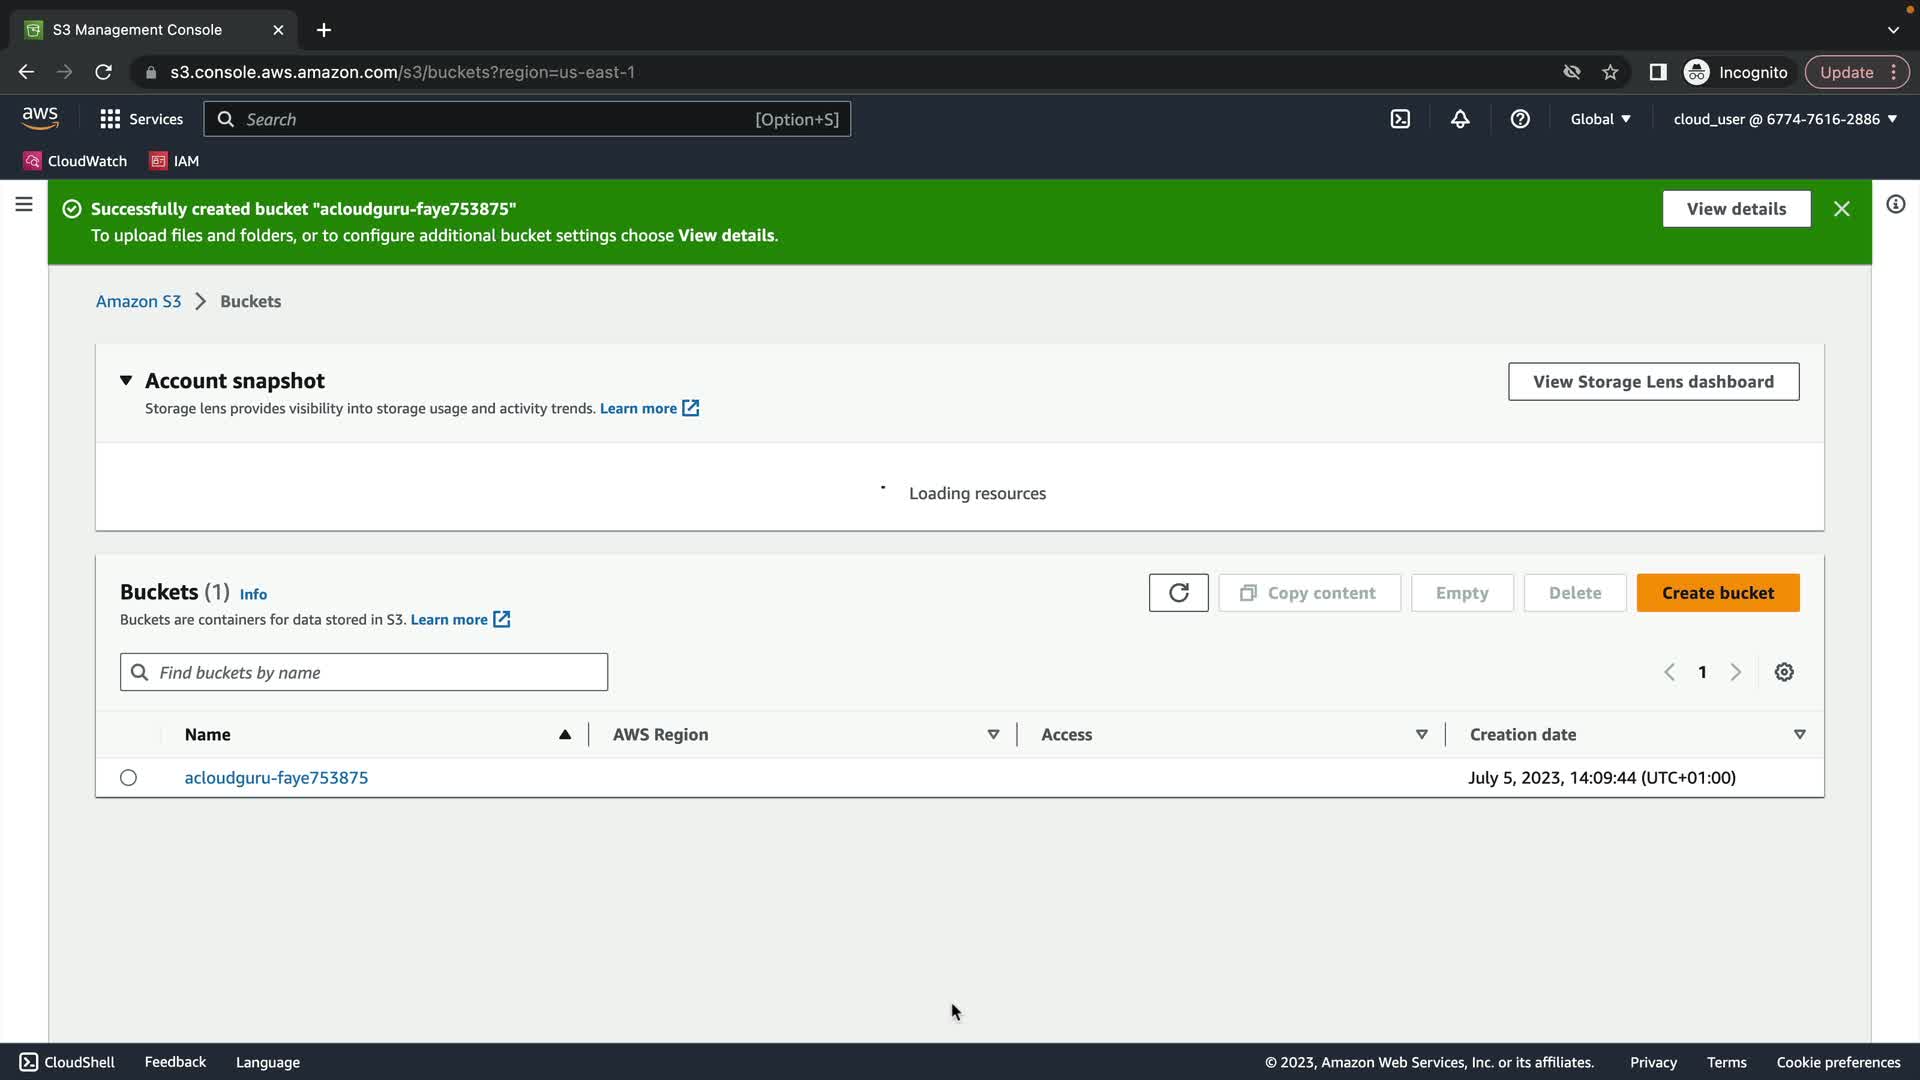 S3 Management Console
s3.console.aws.amazon.com/s3/buckets?region=us-east-1
Incognito
Update
aws
Services
Search
[Option+S]
Global
cloud_user @ 6774-7616-2886
CloudWatch
IAM
Successfully created bucket "acloudguru-faye753875"
To upload files and folders, or to configure additional bucket settings choose View details.
View details
Amazon S3
Buckets
Account snapshot
Storage lens provides visibility into storage usage and activity trends. Learn more
View Storage Lens dashboard
Loading resources
Buckets (1) Info
Buckets are containers for data stored in S3. Learn more
Copy content
Empty
Delete
Create bucket
Find buckets by name
1
Name
AWS Region
Access
Creation date
acloudguru-faye753875
July 5, 2023, 14:09:44 (UTC+01:00)
CloudShell
Feedback
Language
© 2023, Amazon Web Services, Inc. or its affiliates.
Privacy
Terms
Cookie preferences